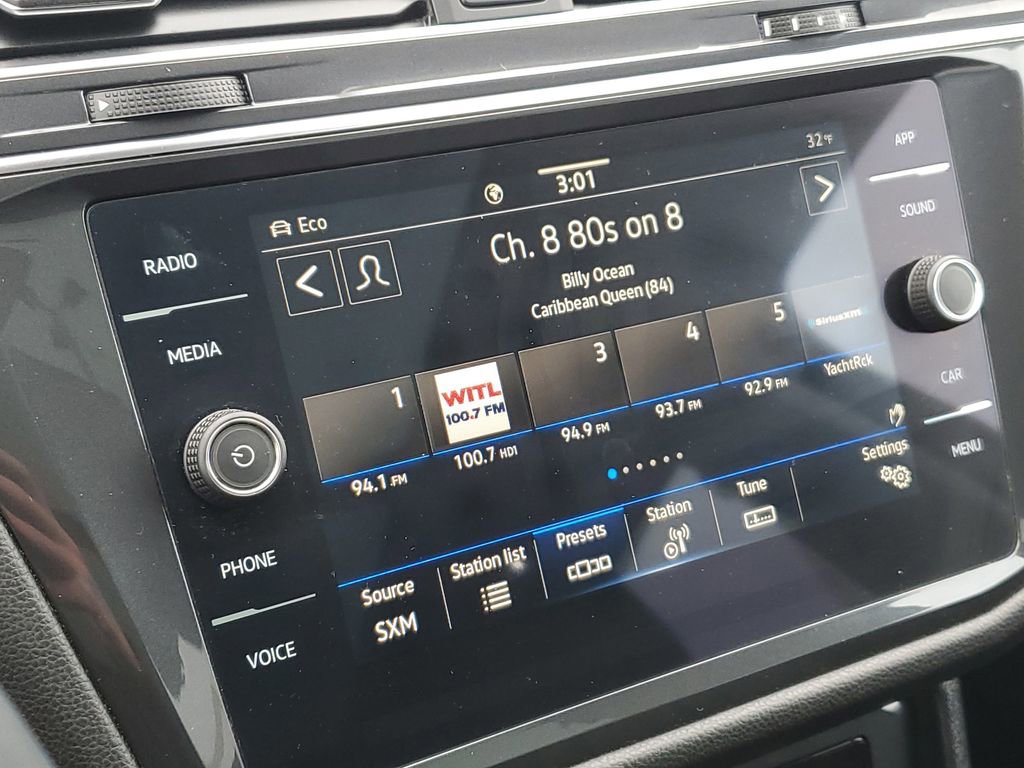 32°F
3:01
Eco
Ch. 8 80s on 8
Billy Ocean
Caribbean Queen (84)
1
WITL
100.7 FM
3
4
5
SiriusXM
94.1 FM
100.7 HD1
94.9 FM
93.7 FM
92.9 FM
YachtRck
Source
SXM
Station list
Presets
Station
Tune
Settings
RADIO
MEDIA
PHONE
VOICE
APP
SOUND
CAR
MENU